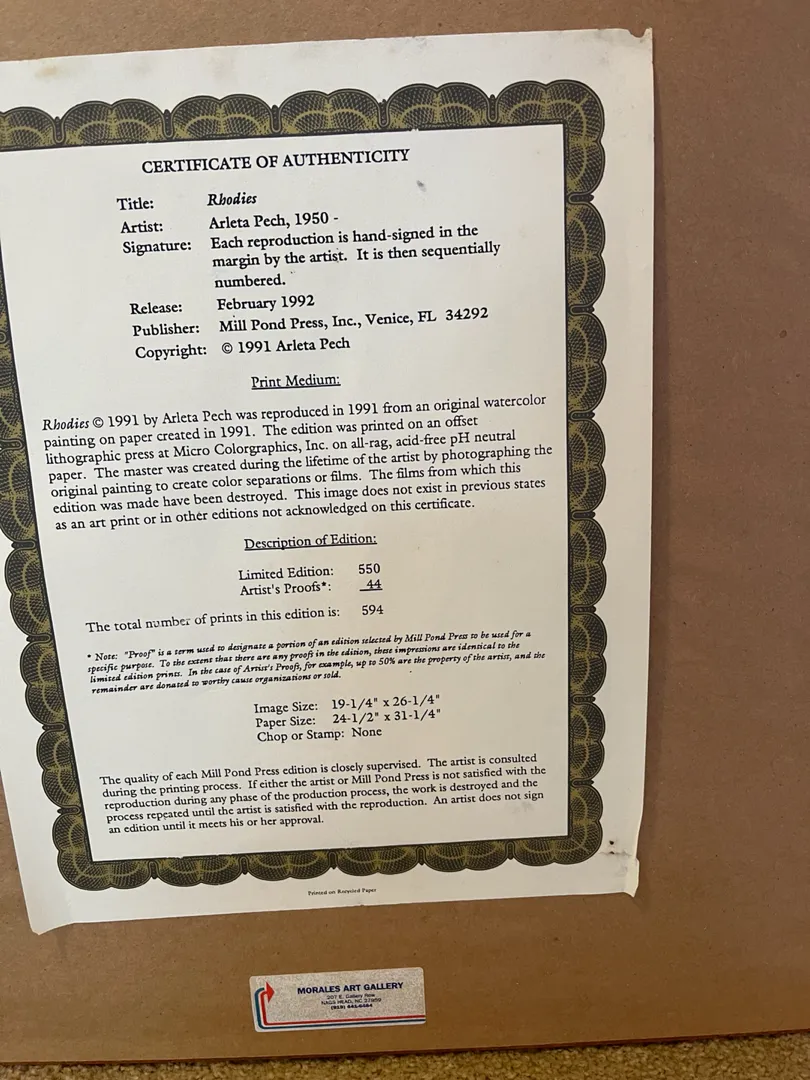 CERTIFICATE OF AUTHENTICITY
Title: Rhodies
Artist: Arleta Pech, 1950 -
Signature: Each reproduction is hand-signed in the
margin by the artist. It is then sequentially
numbered.
Release: February 1992
Publisher: Mill Pond Press, Inc., Venice, FL 34292
Copyright: © 1991 Arleta Pech
Print Medium:
Rhodies © 1991 by Arleta Pech was reproduced in 1991 from an original watercolor
painting on paper created in 1991. The edition was printed on an offset
lithographic press at Micro Colorgraphics, Inc. on all-rag, acid-free pH neutral
paper. The master was created during the lifetime of the artist by photographing the
original painting to create color separations or films. The films from which this
edition was made have been destroyed. This image does not exist in previous states
as an art print or in other editions not acknowledged on this certificate.
Description of Edition:
Limited Edition: 550
Artist's Proofs*: 44
The total number of prints in this edition is: 594
* Note: "Proof" is a term used to designate a portion of an edition selected by Mill Pond Press to be used for a
specific purpose. To the extent that there are any proofs in the edition, these impressions are identical to the
limited edition prints. In the case of Artist's Proofs, for example, up to 50% are the property of the artist, and the
remainder are donated to worthy cause organizations or sold.
Image Size: 19-1/4" x 26-1/4"
Paper Size: 24-1/2" x 31-1/4"
Chop or Stamp: None
The quality of each Mill Pond Press edition is closely supervised. The artist is consulted
during the printing process. If either the artist or Mill Pond Press is not satisfied with the
reproduction during any phase of the production process, the work is destroyed and the
process repeated until the artist is satisfied with the reproduction. An artist does not sign
an edition until it meets his or her approval.
Printed on Recycled Paper
MORALES ART GALLERY
207 E. Gallery Row
NAGS HEAD, NC 27959